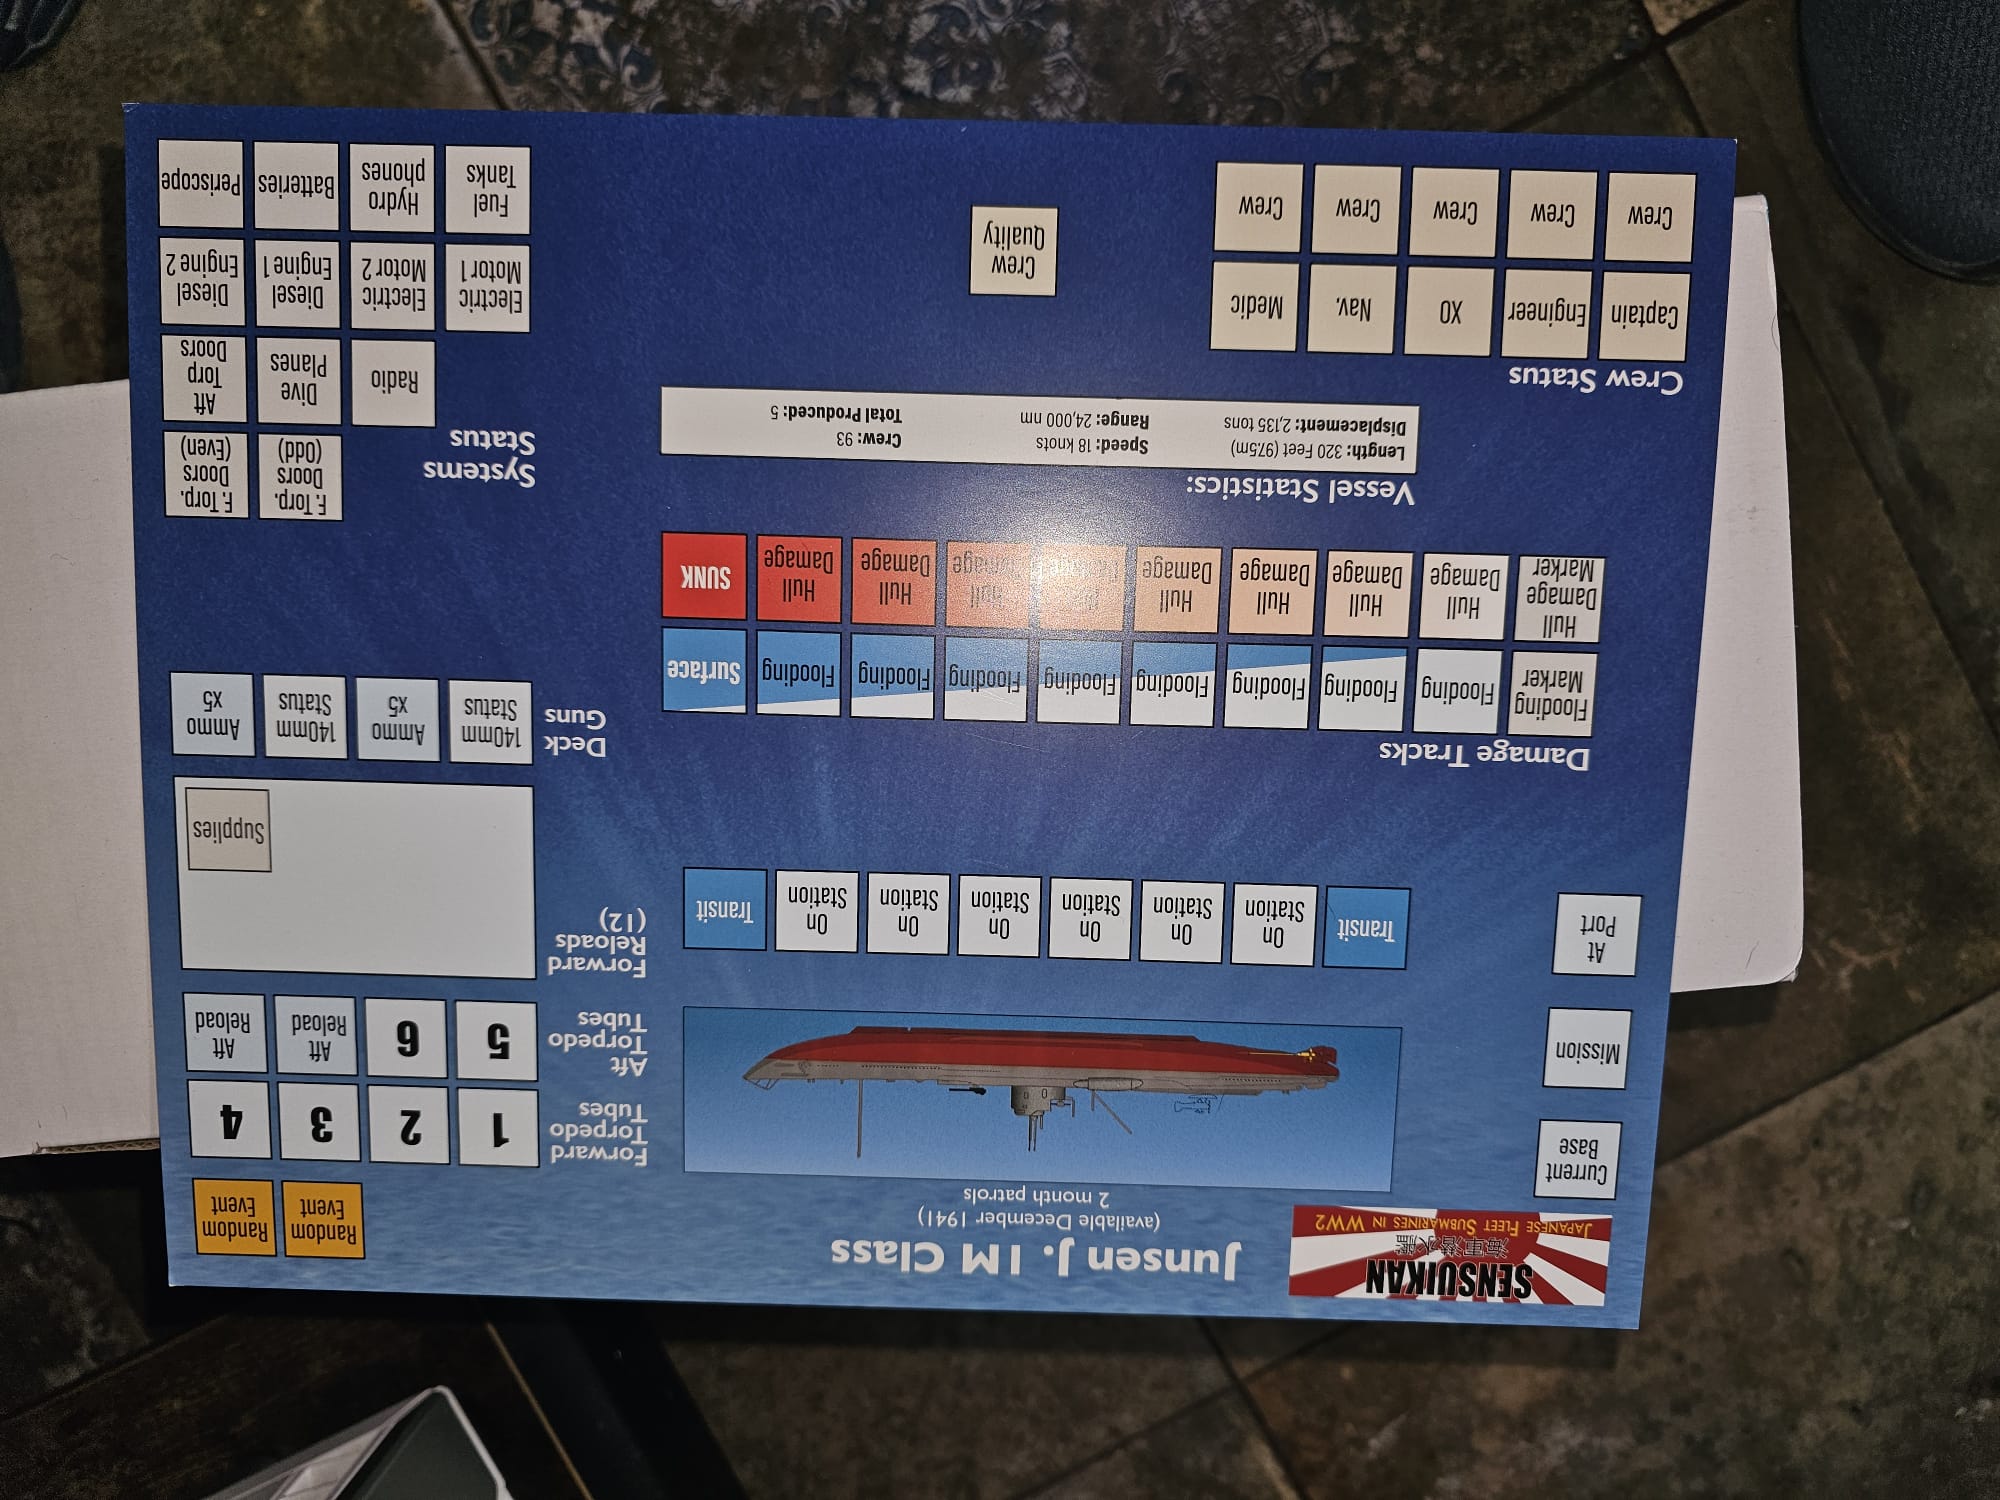 SENSUIKAN
海軍潜水艦
JAPANESE FLEET SUBMARINES IN WW2
Junsen J. 1M Class
(available December 1941)
2 month patrols
Random
Event
Random
Event
Current
Base
Mission
At
Port
Forward
Torpedo
Tubes
1
2
3
4
Aft
Torpedo
Tubes
5
6
Aft
Reload
Aft
Reload
Transit
On
Station
On
Station
On
Station
On
Station
On
Station
On
Station
Transit
Forward
Reloads
(12)
Supplies
Damage Tracks
Flooding
Marker
Flooding
Flooding
Flooding
Flooding
Flooding
Flooding
Flooding
Flooding
Surface
Hull
Damage
Marker
Hull
Damage
Hull
Damage
Hull
Damage
Hull
Damage
Hull
Damage
Hull
Damage
Hull
Damage
Hull
Damage
SUNK
Deck
Guns
140mm
Status
Ammo
x5
140mm
Status
Ammo
x5
Vessel Statistics:
Length: 320 Feet (97.5m)
Speed: 18 knots
Crew: 93
Displacement: 2,135 tons
Range: 24,000 nm
Total Produced: 5
Systems
Status
F. Torp.
Doors
(Odd)
F. Torp.
Doors
(Even)
Radio
Dive
Planes
Aft
Torp
Doors
Electric
Motor 1
Electric
Motor 2
Diesel
Engine 1
Diesel
Engine 2
Fuel
Tanks
Hydro
phones
Batteries
Periscope
Crew Status
Captain
Engineer
XO
Nav.
Medic
Crew
Crew
Crew
Crew
Crew
Crew
Quality